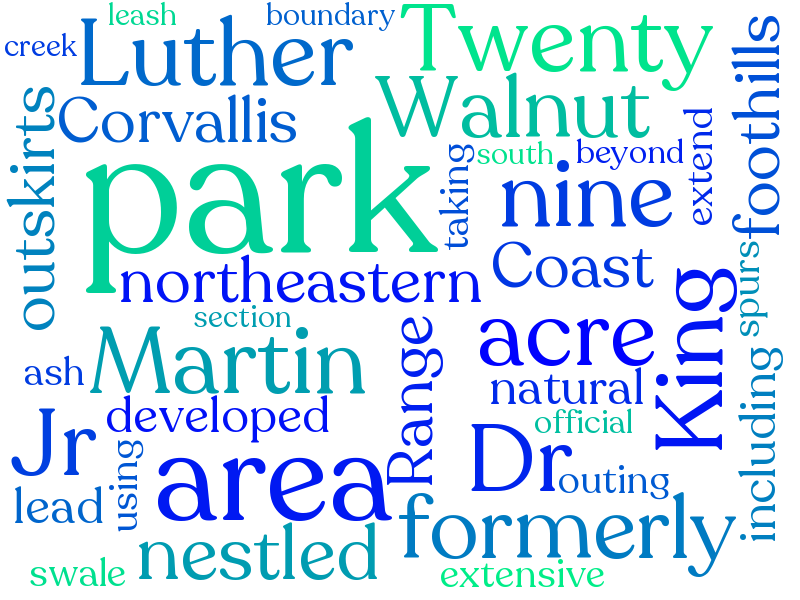 leash
boundary
Twenty
creek
Luther
foothills
Walnut
Corvallis
outskirts
park
taking
south
beyond
extend
nine
Coast
northeastern
spurs
section
Martin
Range
acre
King
ash
natural
including
developed
official
Jr
area
using
Dr
outing
lead
formerly
nestled
swale
extensive